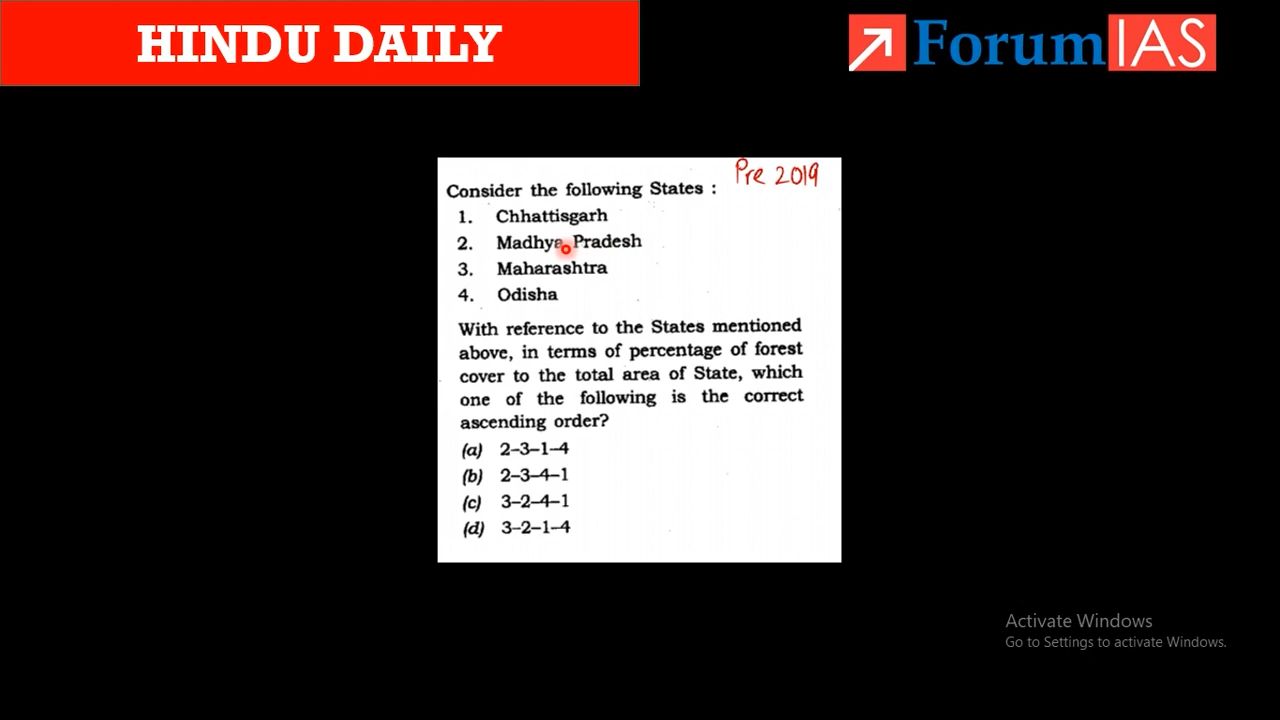 HINDU DAILY
ForumIAS
Pre 2019
Consider the following States :
1. Chhattisgarh
2. Madhya Pradesh
3. Maharashtra
4. Odisha
With reference to the States mentioned
above, in terms of percentage of forest
cover to the total area of State, which
one of the following is the correct
ascending order?
(a) 2–3–1–4
(b) 2–3–4–1
(c) 3–2–4–1
(d) 3–2–1–4
Activate Windows
Go to Settings to activate Windows.